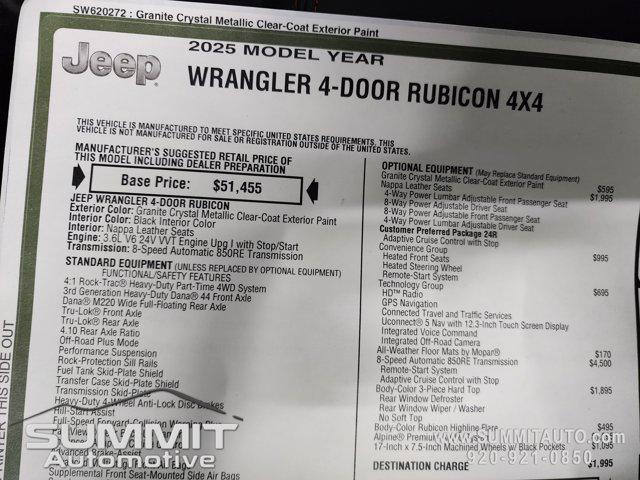 SW620272 : Granite Crystal Metallic Clear-Coat Exterior Paint
Jeep
2025 MODEL YEAR
WRANGLER 4-DOOR RUBICON 4X4
THIS VEHICLE IS MANUFACTURED TO MEET SPECIFIC UNITED STATES REQUIREMENTS. THIS
VEHICLE IS NOT MANUFACTURED FOR SALE OR REGISTRATION OUTSIDE OF THE UNITED STATES.
MANUFACTURER'S SUGGESTED RETAIL PRICE OF
THIS MODEL INCLUDING DEALER PREPARATION
Base Price: $51,455
JEEP WRANGLER 4-DOOR RUBICON
Exterior Color: Granite Crystal Metallic Clear-Coat Exterior Paint
Interior Color: Black Interior Color
Interior: Nappa Leather Seats
Engine: 3.6L V6 24V VVT Engine Upg I with Stop/Start
Transmission: 8-Speed Automatic 850RE Transmission
STANDARD EQUIPMENT (UNLESS REPLACED BY OPTIONAL EQUIPMENT)
FUNCTIONAL/SAFETY FEATURES
4:1 Rock-Trac® Heavy-Duty Part-Time 4WD System
3rd Generation Heavy-Duty Dana® 44 Front Axle
Dana® M220 Wide Full-Floating Rear Axle
Tru-Lok® Front Axle
Tru-Lok® Rear Axle
4.10 Rear Axle Ratio
Off-Road Plus Mode
Performance Suspension
Rock-Protection Sill Rails
Fuel Tank Skid-Plate Shield
Transfer Case Skid-Plate Shield
Transmission Skid-Plate
Heavy-Duty 4-Wheel Anti-Lock Disc Brakes
Hill-Start Assist
Full-Speed Forward Collision Warning Plus
Advanced Brake-Assist
Supplemental Front Seat-Mounted Side Air Bags
OPTIONAL EQUIPMENT (May Replace Standard Equipment)
Granite Crystal Metallic Clear-Coat Exterior Paint $595
Nappa Leather Seats $1,995
4-Way Power Lumbar Adjustable Front Passenger Seat
8-Way Power Adjustable Driver Seat
8-Way Power Adjustable Front Passenger Seat
4-Way Power Lumbar Adjustable Driver Seat
Customer Preferred Package 24R
Adaptive Cruise Control with Stop
Convenience Group $995
Heated Front Seats
Heated Steering Wheel
Remote-Start System
Technology Group $695
HD™ Radio
GPS Navigation
Connected Travel and Traffic Services
Uconnect® 5 Nav with 12.3-Inch Touch Screen Display
Integrated Voice Command
Integrated Off-Road Camera
All-Weather Floor Mats by Mopar® $170
8-Speed Automatic 850RE Transmission $4,500
Remote-Start System
Adaptive Cruise Control with Stop
Body-Color 3-Piece Hard Top $1,895
Rear Window Defroster
Rear Window Wiper / Washer
No Soft Top
Body-Color Rubicon Highline Flare $495
Alpine® Premium
17-Inch x 7.5-Inch Machined Wheels w/ Black Pockets $1,095
DESTINATION CHARGE $1,995
PRINTER THIS SIDE OUT
SUMMIT
Automotive
WWW.SUMMITAUTO.COM
920-921-0850